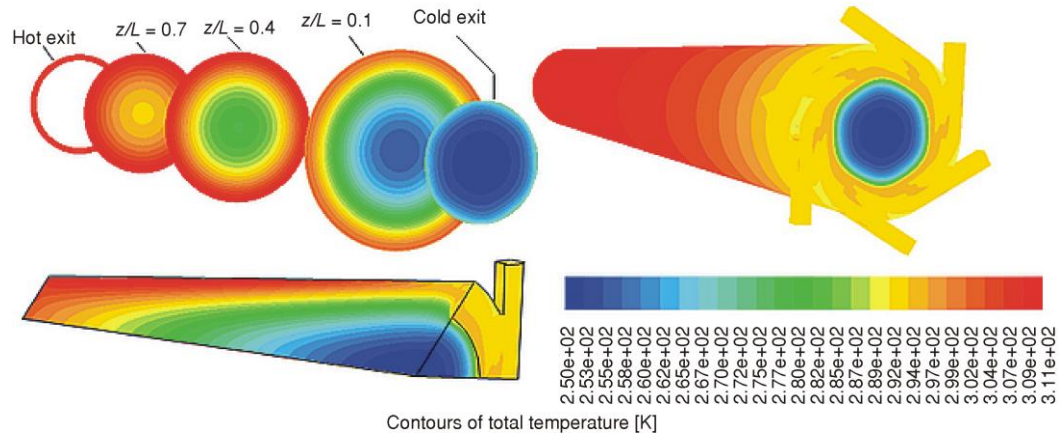 Hot exit
z/L = 0.7
z/L = 0.4
z/L = 0.1
Cold exit
2.50e+02
2.53e+02
2.55e+02
2.58e+02
2.60e+02
2.62e+02
2.65e+02
2.67e+02
2.70e+02
2.72e+02
2.75e+02
2.77e+02
2.80e+02
2.82e+02
2.85e+02
2.87e+02
2.89e+02
2.92e+02
2.94e+02
2.97e+02
2.99e+02
3.02e+02
3.04e+02
3.07e+02
3.09e+02
3.11e+02
Contours of total temperature [K]